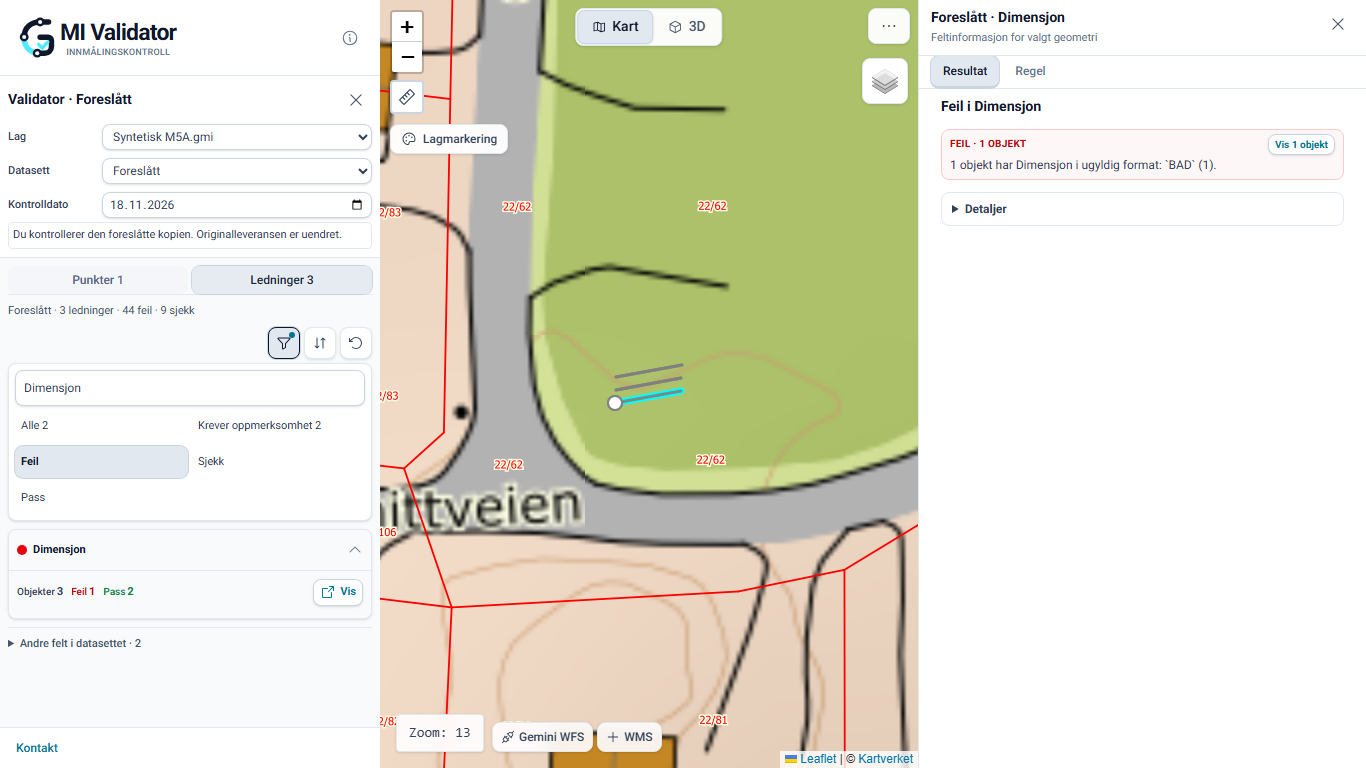 MI Validator
INNMÅLINGSKONTROLL
Validator · Foreslått
Lag
Syntetisk M5A.gmi
Datasett
Foreslått
Kontrolldato
18.11.2026
Du kontrollerer den foreslåtte kopien. Originalleveransen er uendret.
Punkter 1
Ledninger 3
Foreslått · 3 ledninger · 44 feil · 9 sjekk
Dimensjon
Alle 2
Krever oppmerksomhet 2
Feil
Sjekk
Pass
Dimensjon
Objekter 3 Feil 1 Pass 2
Vis
Andre felt i datasettet · 2
Kontakt
+
−
Kart
3D
...
Lagmarkering
2/83
22/62
22/62
2/83
22/62
22/62
ittveien
106
22/81
Zoom: 13
Gemini WFS
WMS
Leaflet | © Kartverket
Foreslått · Dimensjon
Feltinformasjon for valgt geometri
Resultat
Regel
Feil i Dimensjon
FEIL · 1 OBJEKT
Vis 1 objekt
1 objekt har Dimensjon i ugyldig format: `BAD` (1).
Detaljer